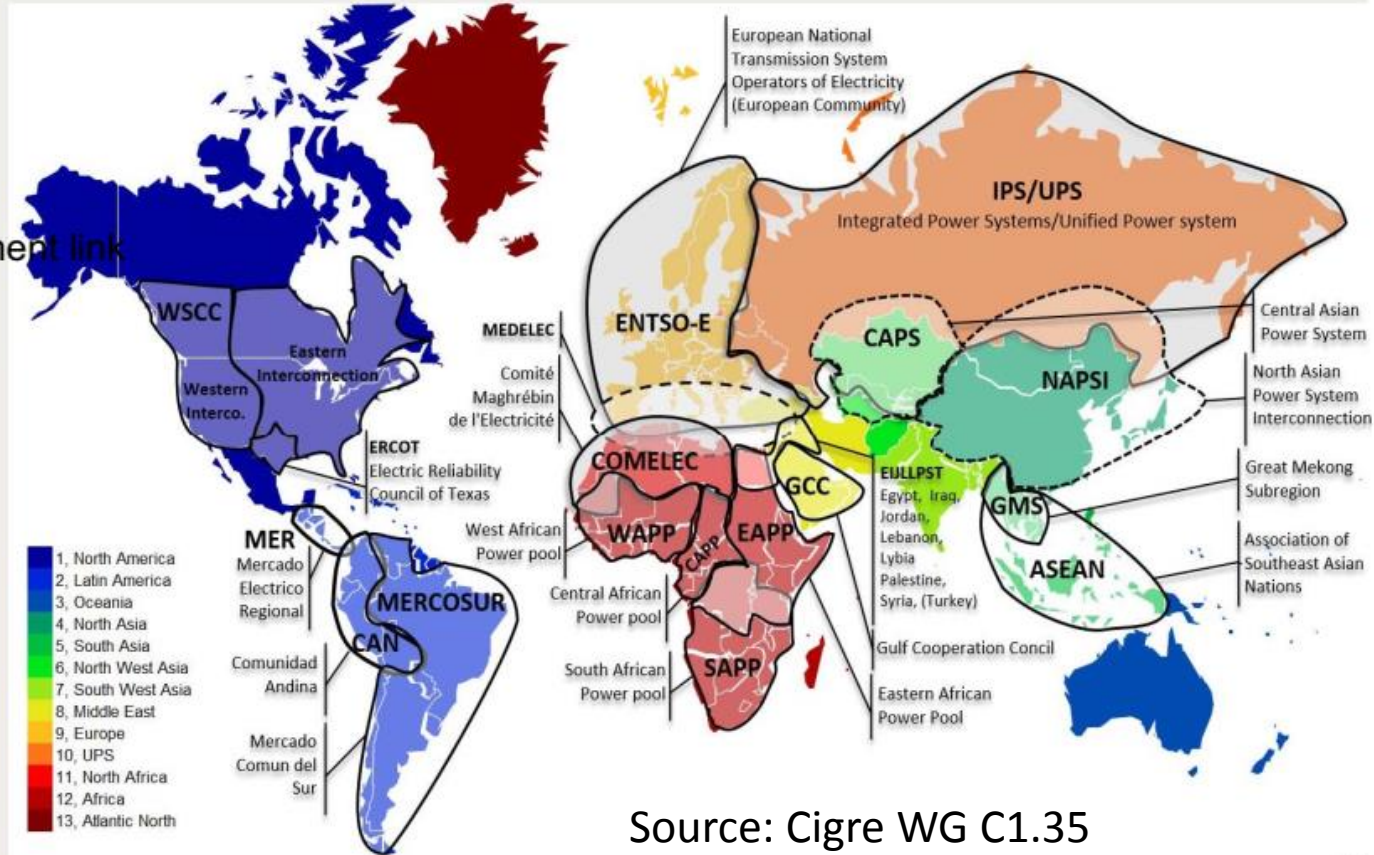 European National
Transmission System
Operators of Electricity
(European Community)
IPS/UPS
Integrated Power Systems/Unified Power system
ment link
WSCC
Eastern
Interconnection
Western
Interco.
ERCOT
Electric Reliability
Council of Texas
MEDELEC
Comité
Maghrébin
de l'Electricité
ENTSO-E
CAPS
NAPSI
Central Asian
Power System
North Asian
Power System
Interconnection
Great Mekong
Subregion
Association of
Southeast Asian
Nations
COMELEC
GCC
WAPP
CAPP
EAPP
SAPP
GMS
ASEAN
EIJLLPST
Egypt, Iraq,
Jordan,
Lebanon,
Lybia
Palestine,
Syria, (Turkey)
West African
Power pool
Central African
Power pool
South African
Power pool
Gulf Cooperation Concil
Eastern African
Power Pool
MER
Mercado
Electrico
Regional
MERCOSUR
CAN
Comunidad
Andina
Mercado
Comun del
Sur
1, North America
2, Latin America
3, Oceania
4, North Asia
5, South Asia
6, North West Asia
7, South West Asia
8, Middle East
9, Europe
10, UPS
11, North Africa
12, Africa
13, Atlantic North
Source: Cigre WG C1.35